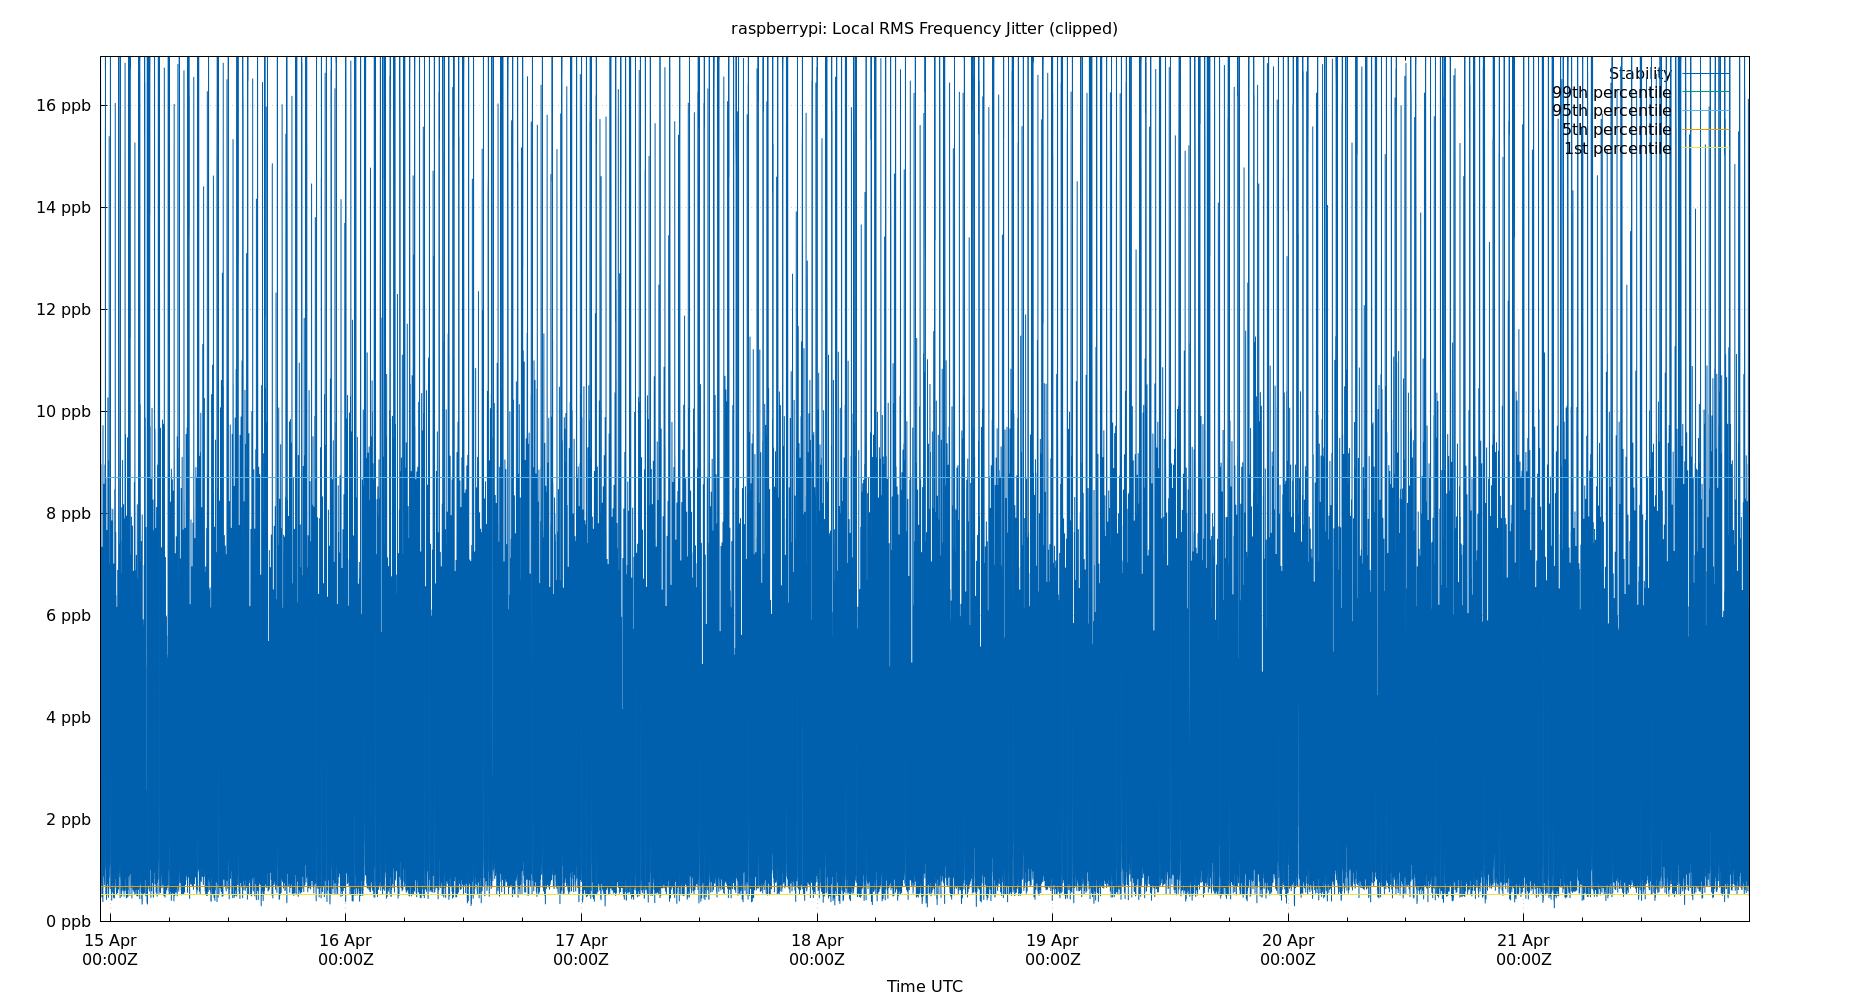 raspberrypi: Local RMS Frequency Jitter (clipped)
Stability
99th percentile
95th percentile
5th percentile
1st percentile
16 ppb
14 ppb
12 ppb
10 ppb
8 ppb
6 ppb
4 ppb
2 ppb
0 ppb
15 Apr 16 Apr 17 Apr 18 Apr 19 Apr 20 Apr 21 Apr
00:00Z 00:00Z 00:00Z 00:00Z 00:00Z 00:00Z 00:00Z
Time UTC